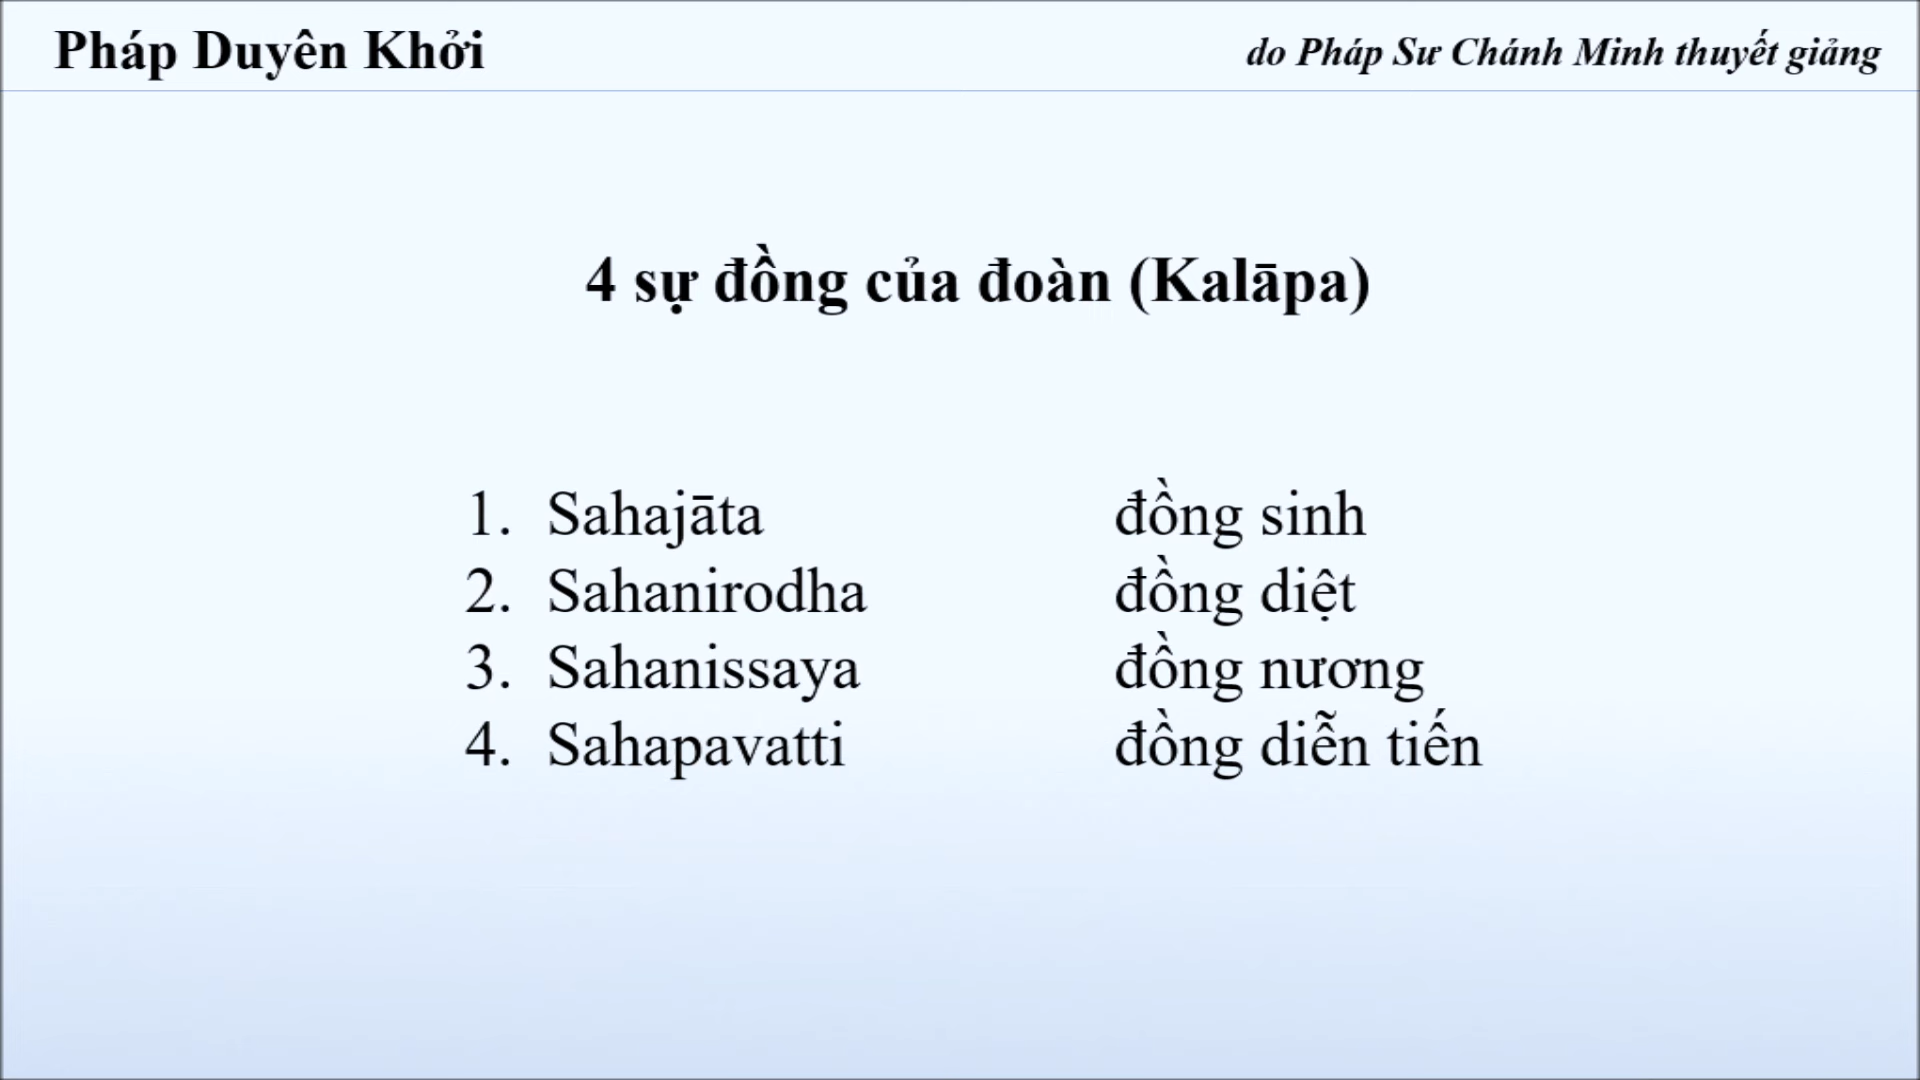 Pháp Duyên Khởi
do Pháp Sư Chánh Minh thuyết giảng
4 sự đồng của đoàn (Kalāpa)
1. Sahajāta đồng sinh
2. Sahanirodha đồng diệt
3. Sahanissaya đồng nương
4. Sahapavatti đồng diễn tiến